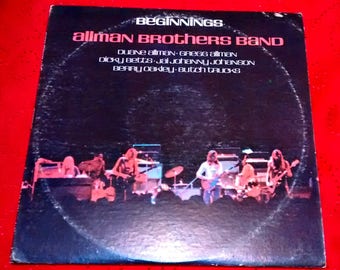 BEGINNINGS
ALLMAN BROTHERS BAND
DUANE ALLMAN · GREGG ALLMAN
DICKY BETTS · JAI JOHANNY JOHANSON
BERRY OAKLEY · BUTCH TRUCKS